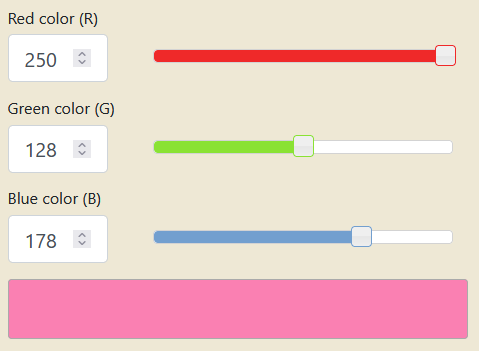 Red color (R)
250
Green color (G)
128
Blue color (B)
178